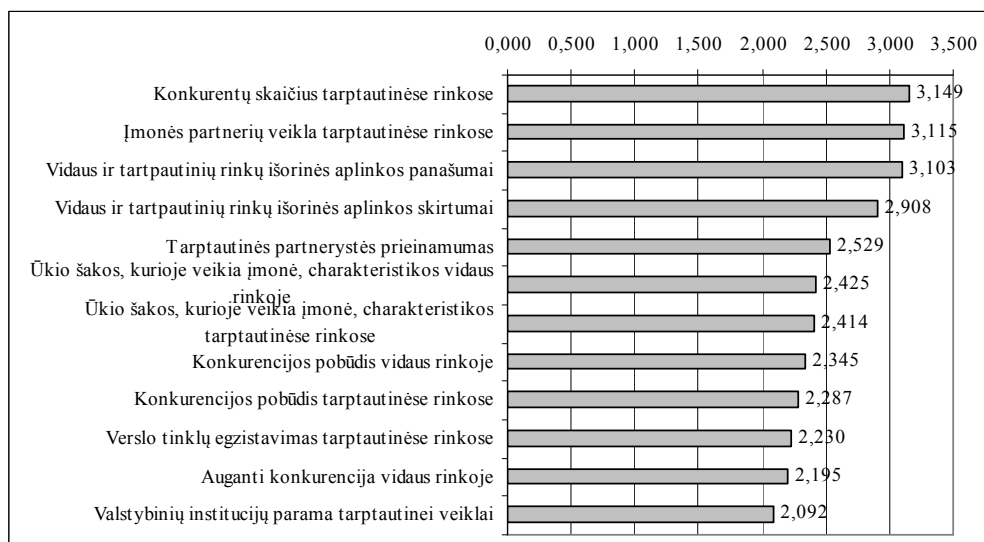 0,000 0,500 1,000 1,500 2,000 2,500 3,000 3,500
Konkurentų skaičius tarptautinėse rinkose 3,149
Įmonės partnerių veikla tarptautinėse rinkose 3,115
Vidaus ir tartpautinių rinkų išorinės aplinkos panašumai 3,103
Vidaus ir tartpautinių rinkų išorinės aplinkos skirtumai 2,908
Tarptautinės partnerystės prieinamumas 2,529
Ūkio šakos, kurioje veikia įmonė, charakteristikos vidaus
rinkoje 2,425
Ūkio šakos, kurioje veikia įmonė, charakteristikos
tarptautinėse rinkose 2,414
Konkurencijos pobūdis vidaus rinkoje 2,345
Konkurencijos pobūdis tarptautinėse rinkose 2,287
Verslo tinklų egzistavimas tarptautinėse rinkose 2,230
Auganti konkurencija vidaus rinkoje 2,195
Valstybinių institucijų parama tarptautinei veiklai 2,092